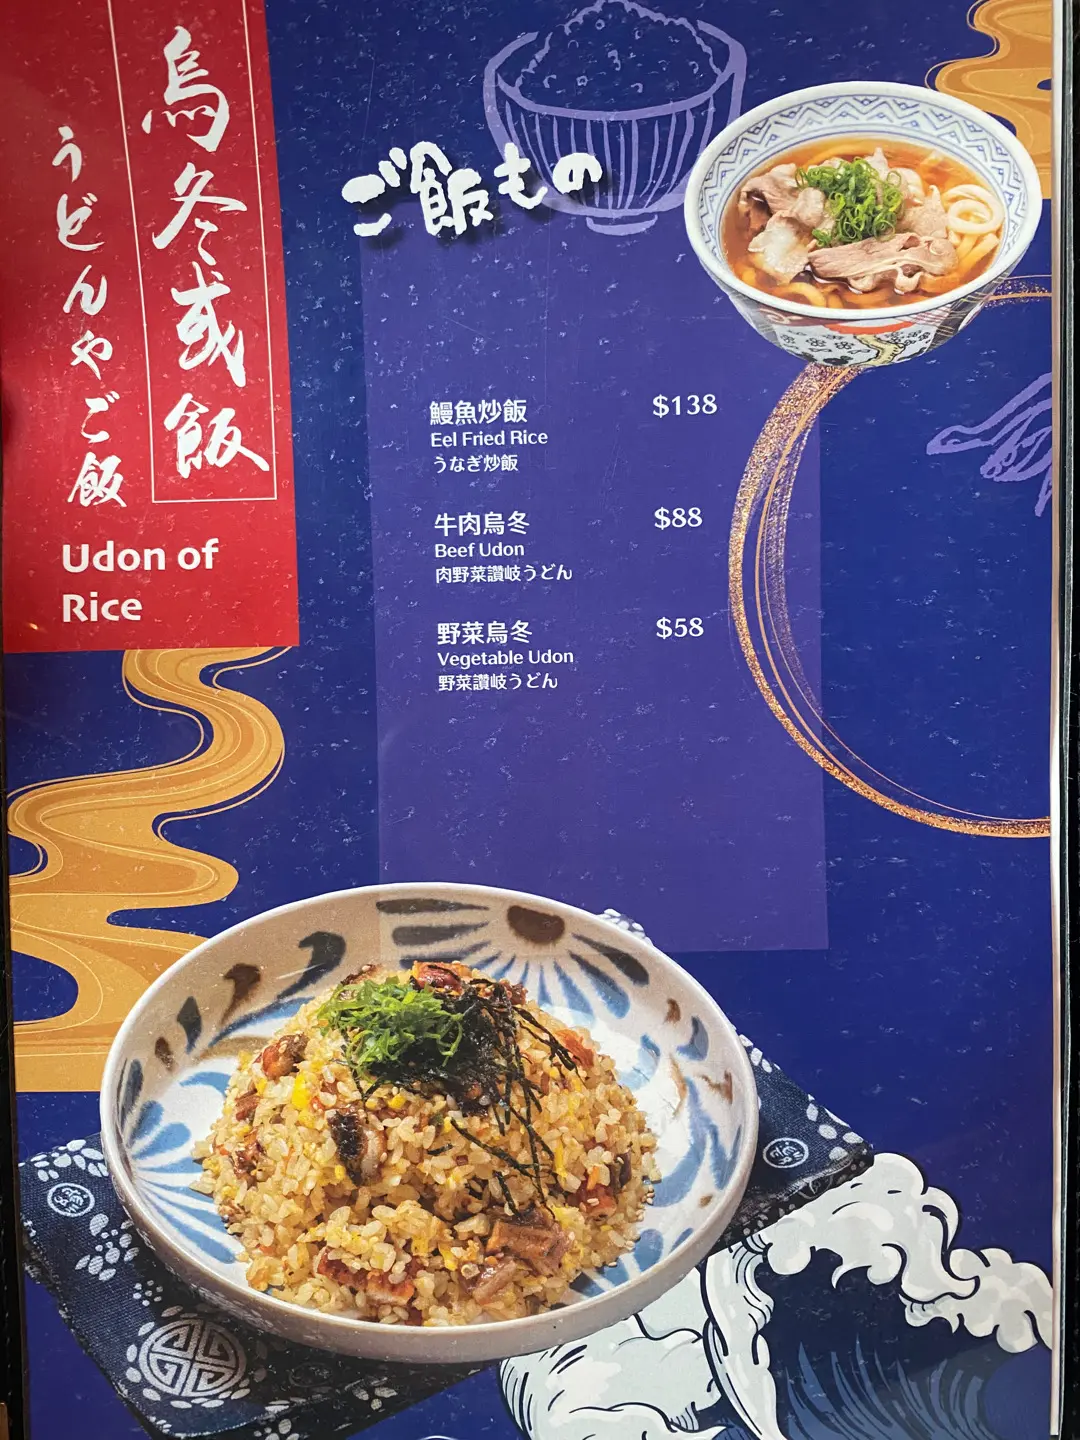 烏冬或飯
うどんやご飯
Udon of
Rice
ご飯もの
鰻魚炒飯 $138
Eel Fried Rice
うなぎ炒飯
牛肉烏冬 $88
Beef Udon
肉野菜讃岐うどん
野菜烏冬 $58
Vegetable Udon
野菜讃岐うどん